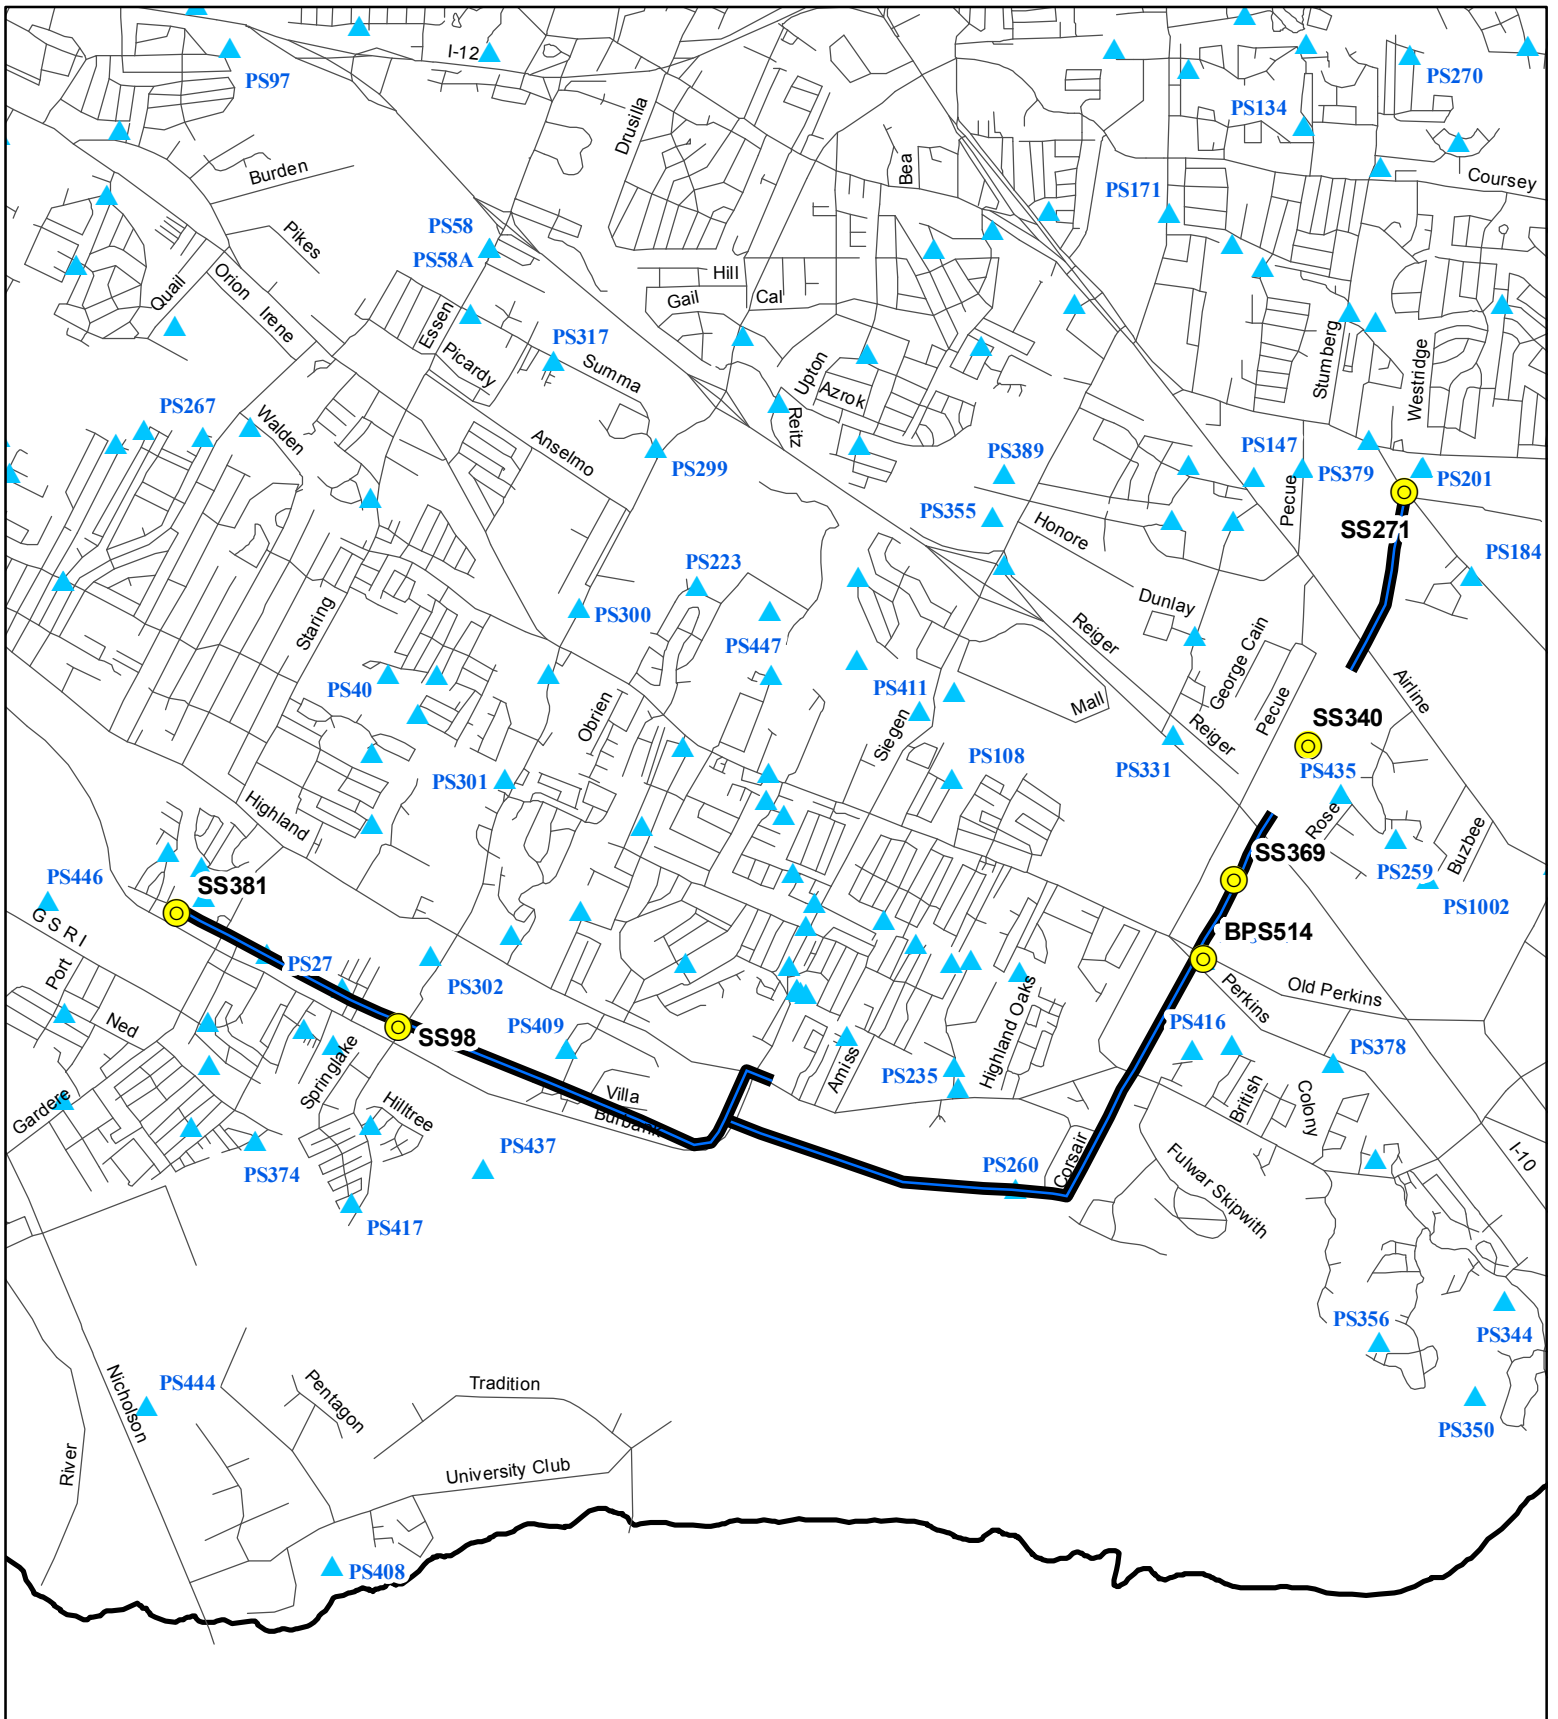 I-12
PS97
PS270
PS134
Drusilla
Burden
Bea
PS171
Coursey
PS58
PS58A
Pikes
Quail
Orion
Irene
Hill
Gail
Cal
Essen
Picardy
PS317
Summa
Upton
Azrok
Reitz
Stumberg
Westridge
PS267
Walden
Anselmo
PS299
PS389
PS147
PS379
PS201
Pecue
PS355
Honore
SS271
PS184
PS223
PS300
Staring
Dunlay
Reiger
George Cain
PS447
PS40
PS411
Obrien
Siegen
Mall
Pecue
Reiger
Airline
SS340
PS301
PS108
PS331
PS435
Highland
Rose
Buzbee
SS369
PS259
PS1002
PS446
SS381
G S R I
BPS514
PS27
PS302
Port
Ned
PS409
SS98
Highland Oaks
Old Perkins
Perkins
PS416
PS378
Springlake
Amiss
PS235
Villa
Burbank
Gardere
Hilltree
British
Colony
PS374
PS437
PS260
Corsair
Fulwar Skipwith
I-10
PS417
PS356
PS344
PS444
Nicholson
Pentagon
Tradition
PS350
River
University Club
PS408